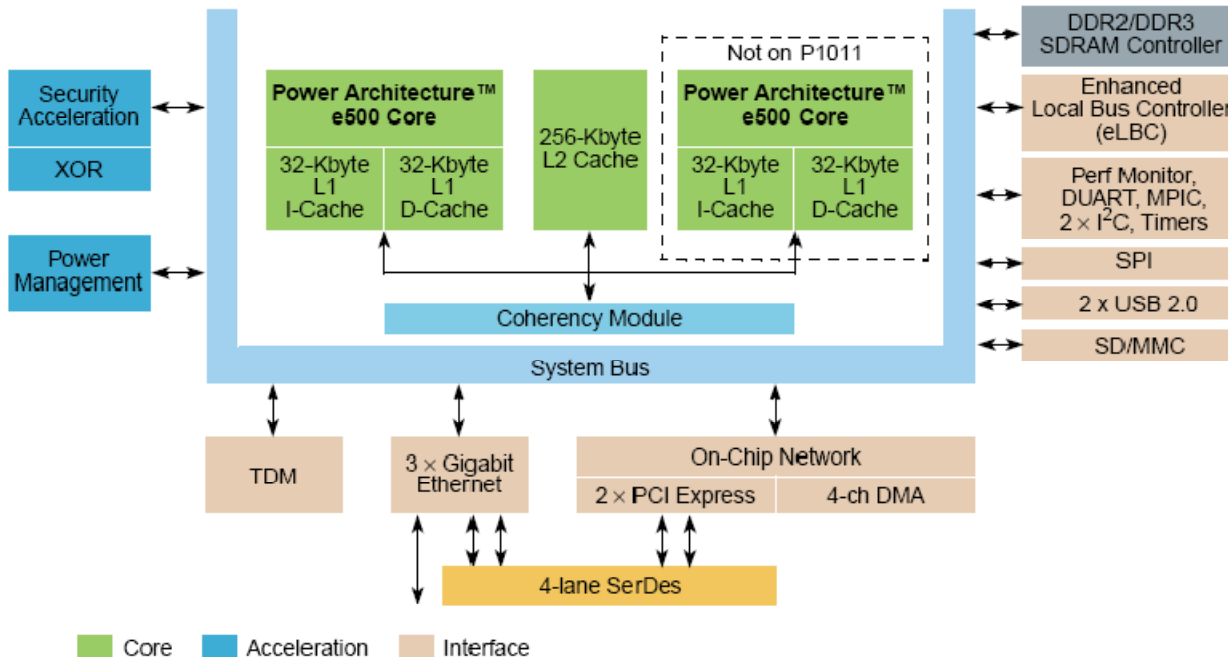 DDR2/DDR3
SDRAM Controller
Not on P1011
Security
Acceleration
XOR
Power Architecture™
e500 Core
32-Kbyte
L1
I-Cache
32-Kbyte
L1
D-Cache
256-Kbyte
L2 Cache
Power Architecture™
e500 Core
32-Kbyte
L1
I-Cache
32-Kbyte
L1
D-Cache
Enhanced
Local Bus Controller
(eLBC)
Perf Monitor,
DUART, MPIC,
2 × I²C, Timers
Power
Management
SPI
2 x USB 2.0
SD/MMC
Coherency Module
System Bus
TDM
3 × Gigabit
Ethernet
On-Chip Network
2 × PCI Express
4-ch DMA
4-lane SerDes
Core
Acceleration
Interface